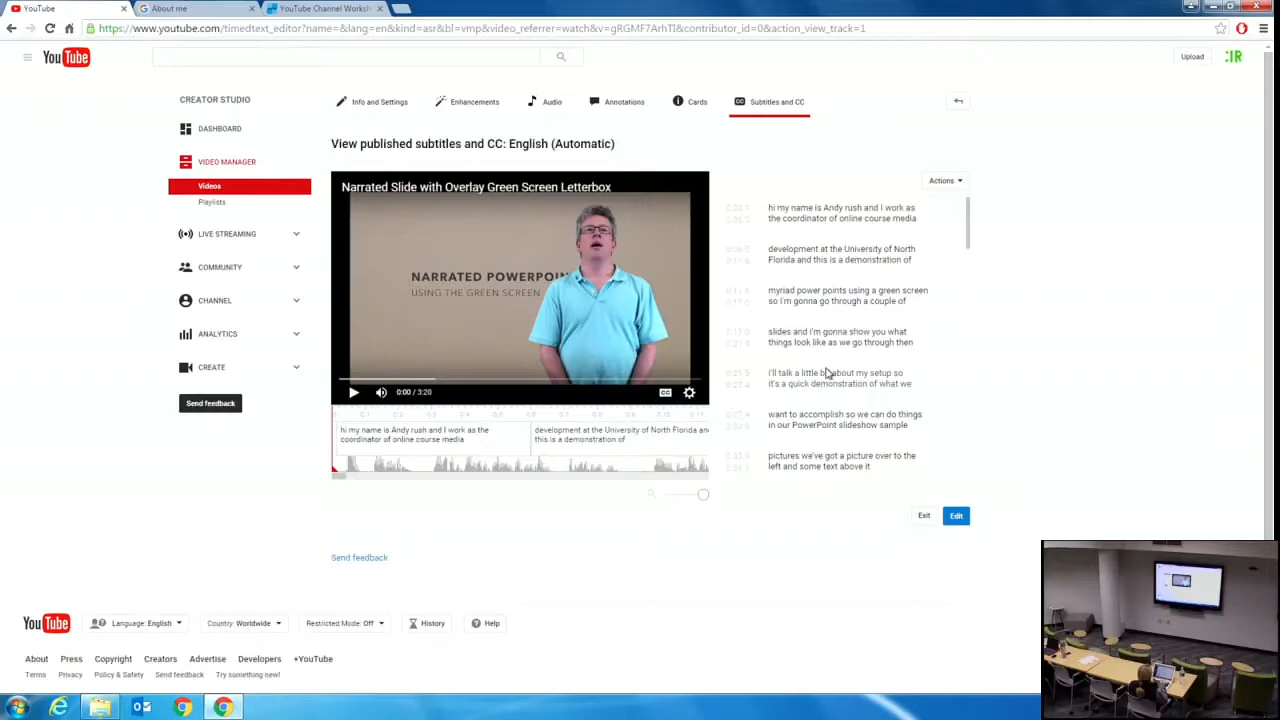 YouTube
About me
YouTube Channel Worksh
https://www.youtube.com/timedtext_editor?name=&lang=en&kind=asr&bl=vmp&video_referrer=watch&v=gRGMF7ArhTI&contributor_id=0&action_view_track=1
YouTube
Upload
:IR
CREATOR STUDIO
DASHBOARD
VIDEO MANAGER
Videos
Playlists
LIVE STREAMING
COMMUNITY
CHANNEL
ANALYTICS
CREATE
Send feedback
Info and Settings
Enhancements
Audio
Annotations
Cards
CC Subtitles and CC
View published subtitles and CC: English (Automatic)
Narrated Slide with Overlay Green Screen Letterbox
NARRATED POWERPOIN
USING THE GREEN SCREEN
0:00 / 3:20
CC
hi my name is Andy rush and I work as the
coordinator of online course media
development at the University of North Florida and
this is a demonstration of
Actions
hi my name is Andy rush and I work as
the coordinator of online course media
development at the University of North
Florida and this is a demonstration of
myriad power points using a green screen
so I'm gonna go through a couple of
slides and I'm gonna show you what
things look like as we go through then
I'll talk a little about my setup so
it's a quick demonstration of what we
want to accomplish so we can do things
in our PowerPoint slideshow sample
pictures we've got a picture over to the
left and some text above it
Exit
Edit
Send feedback
YouTube
Language: English
Country: Worldwide
Restricted Mode: Off
History
Help
About Press Copyright Creators Advertise Developers +YouTube
Terms Privacy Policy & Safety Send feedback Try something new!